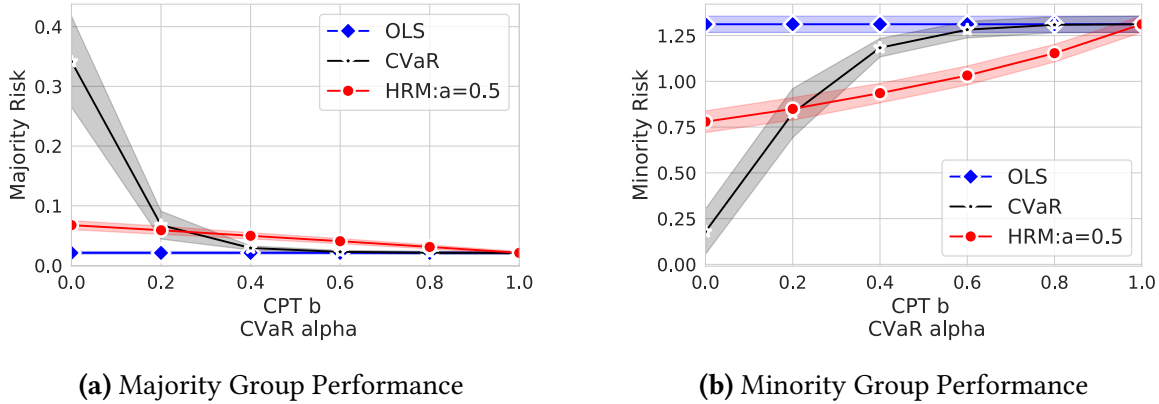 0.4
0.3
0.2
0.1
0.0
Majority Risk
OLS
CVaR
HRM:a=0.5
0.0 0.2 0.4 0.6 0.8 1.0
CPT b
CVaR alpha
(a) Majority Group Performance
1.25
1.00
0.75
0.50
0.25
0.00
Minority Risk
OLS
CVaR
HRM:a=0.5
0.0 0.2 0.4 0.6 0.8 1.0
CPT b
CVaR alpha
(b) Minority Group Performance